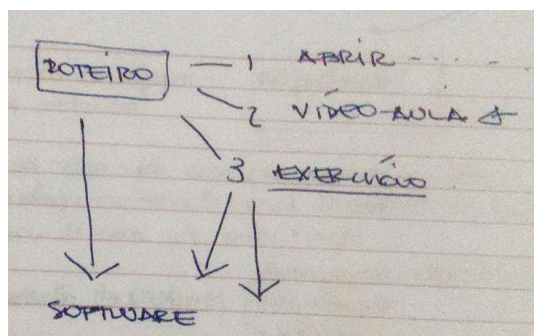 ROTEIRO
1 ABRIR - - - - -
2 VÍDEO-AULA
3 EXERCÍCIO
SOFTWARE